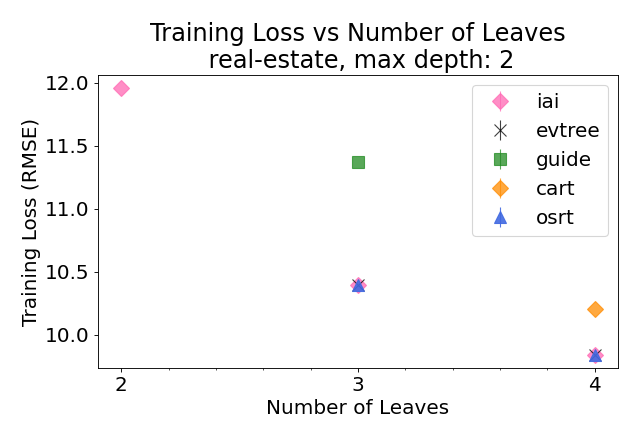 Training Loss vs Number of Leaves
real-estate, max depth: 2
12.0
11.5
11.0
10.5
10.0
Training Loss (RMSE)
iai
evtree
guide
cart
osrt
2
3
4
Number of Leaves